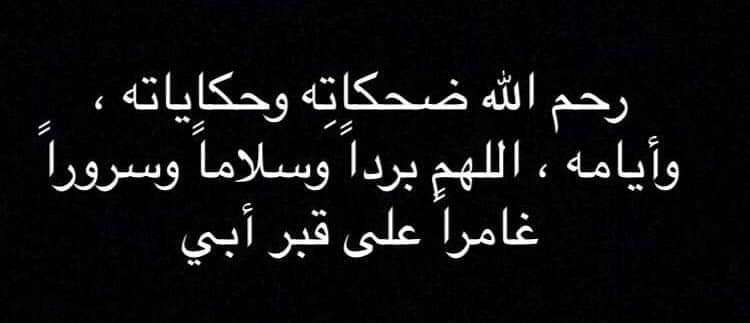 رحم الله ضحكاتِه وحكاياته ،
وأيامه ، اللهم برداً وسلاماً وسروراً
غامراً على قبر أبي